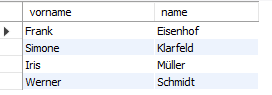 vorname name
Frank Eisenhof
Simone Klarfeld
Iris Müller
Werner Schmidt